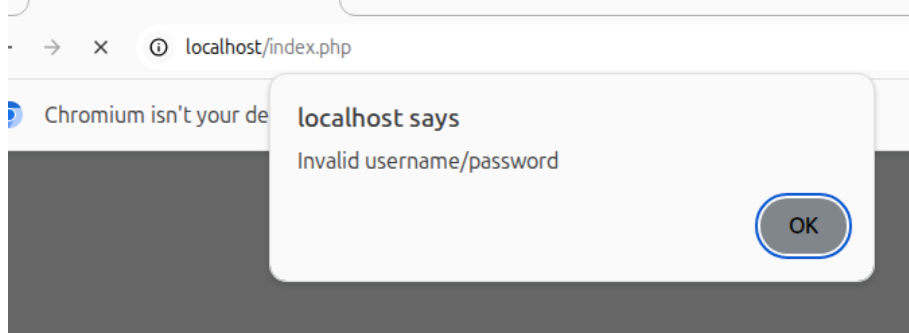 localhost/index.php
Chromium isn't your de
localhost says
Invalid username/password
OK